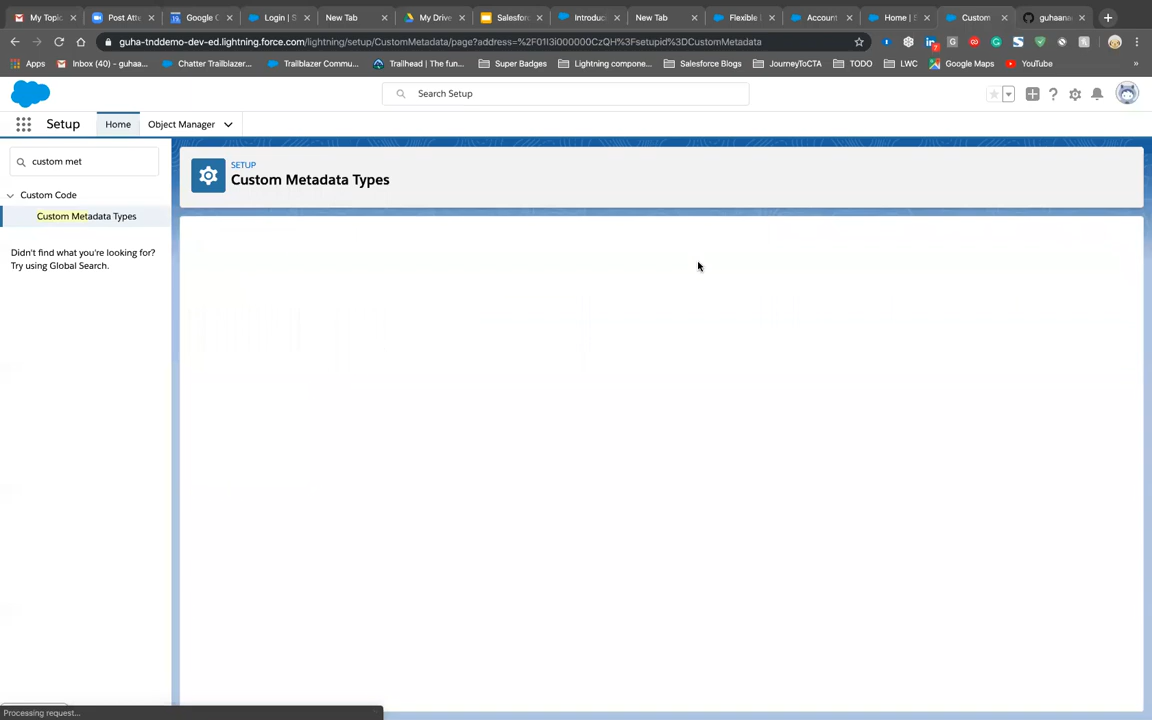 My Topic
Post Atte
Google C
Login | S
New Tab
My Drive
Salesforc
Introduc
New Tab
Flexible L
Account
Home | S
Custom
guhaana
guha-tnddemo-dev-ed.lightning.force.com/lightning/setup/CustomMetadata/page?address=%2F01I3i000000CzQH%3Fsetupid%3DCustomMetadata
Apps
Inbox (40) - guhaa...
Chatter Trailblazer...
Trailblazer Commu...
Trailhead | The fun...
Super Badges
Lightning compone...
Salesforce Blogs
JourneyToCTA
TODO
LWC
Google Maps
YouTube
»
Search Setup
Setup
Home
Object Manager
custom met
Custom Code
Custom Metadata Types
Didn't find what you're looking for?
Try using Global Search.
SETUP
Custom Metadata Types
Processing request...